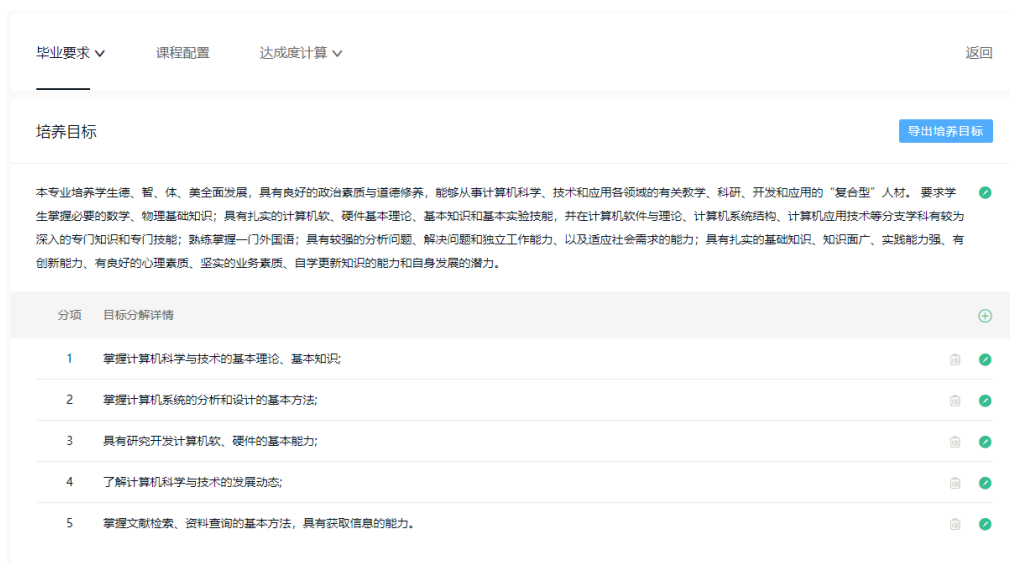 毕业要求 课程配置 达成度计算 返回
培养目标 导出培养目标
本专业培养学生德、智、体、美全面发展，具有良好的政治素质与道德修养，能够从事计算机科学、技术和应用各领域的有关教学、科研、开发和应用的“复合型”人材。 要求学
生掌握必要的数学、物理基础知识；具有扎实的计算机软、硬件基本理论、基本知识和基本实验技能，并在计算机软件与理论、计算机系统结构、计算机应用技术等分支学科有较为
深入的专门知识和专门技能；熟练掌握一门外国语；具有较强的分析问题、解决问题和独立工作能力、以及适应社会需求的能力；具有扎实的基础知识、知识面广、实践能力强、有
创新能力、有良好的心理素质、坚实的业务素质、自学更新知识的能力和自身发展的潜力。
分项 目标分解详情
1 掌握计算机科学与技术的基本理论、基本知识;
2 掌握计算机系统的分析和设计的基本方法;
3 具有研究开发计算机软、硬件的基本能力;
4 了解计算机科学与技术的发展动态;
5 掌握文献检索、资料查询的基本方法，具有获取信息的能力。